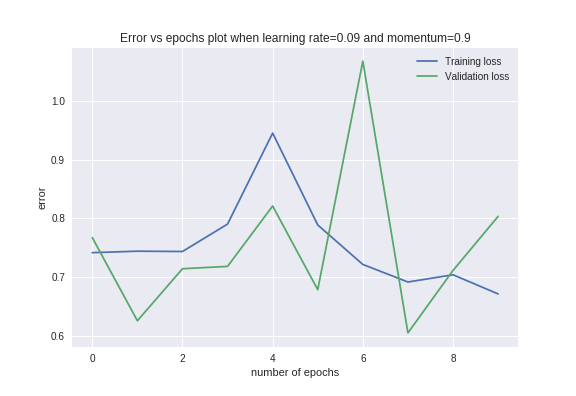 Error vs epochs plot when learning rate=0.09 and momentum=0.9
Training loss
Validation loss
1.0
0.9
0.8
0.7
0.6
error
0 2 4 6 8
number of epochs